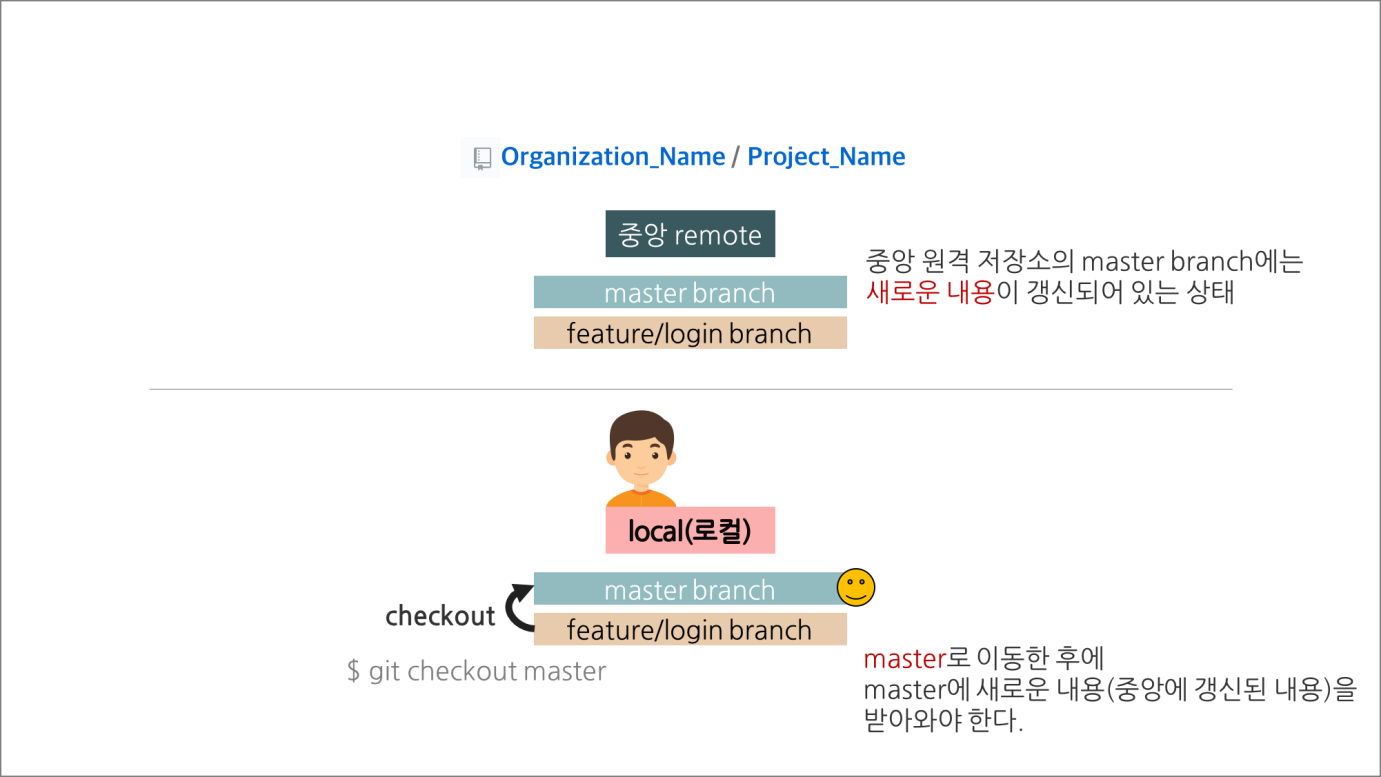 Organization_Name / Project_Name
중앙 remote
master branch
feature/login branch
중앙 원격 저장소의 master branch에는
새로운 내용이 갱신되어 있는 상태
local(로컬)
master branch
checkout
feature/login branch
$ git checkout master
master로 이동한 후에
master에 새로운 내용(중앙에 갱신된 내용)을
받아와야 한다.